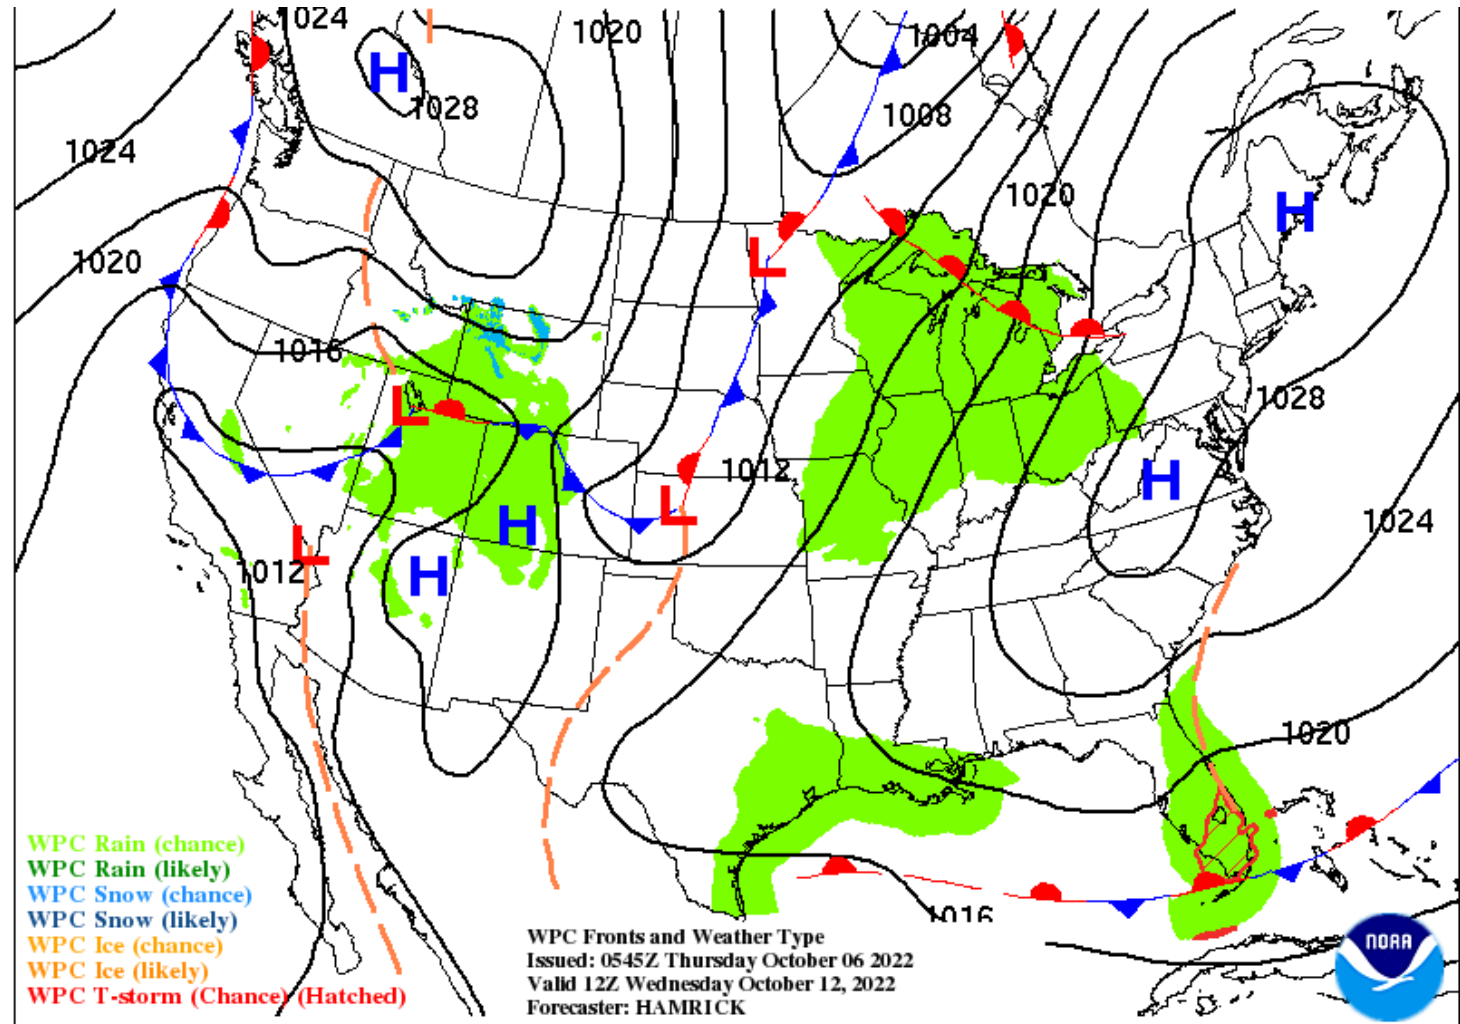 1024
1020
1004
H
1028
1008
1024
1020
H
1020
L
1016
L
1028
1012
H
L
H
1024
L
1012
H
1020
WPC Rain (chance)
WPC Rain (likely)
WPC Snow (chance)
WPC Snow (likely)
WPC Ice (chance)
WPC Ice (likely)
WPC T-storm (Chance) (Hatched)
1016
WPC Fronts and Weather Type
Issued: 0545Z Thursday October 06 2022
Valid 12Z Wednesday October 12, 2022
Forecaster: HAMRICK
NOAA